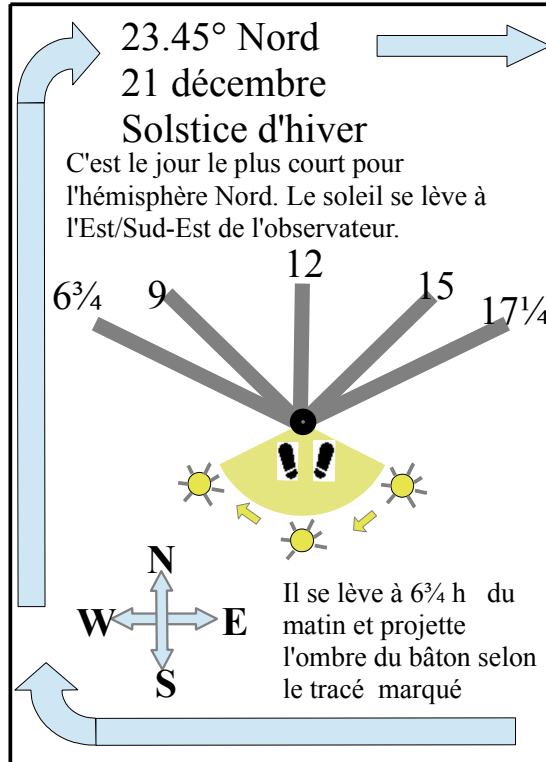 23.45° Nord
21 décembre
Solstice d'hiver
C'est le jour le plus court pour
l'hémisphère Nord. Le soleil se lève à
l'Est/Sud-Est de l'observateur.
6¾ 9 12 15 17¼
N
W E
S
Il se lève à 6¾ h du
matin et projette
l'ombre du bâton selon
le tracé marqué